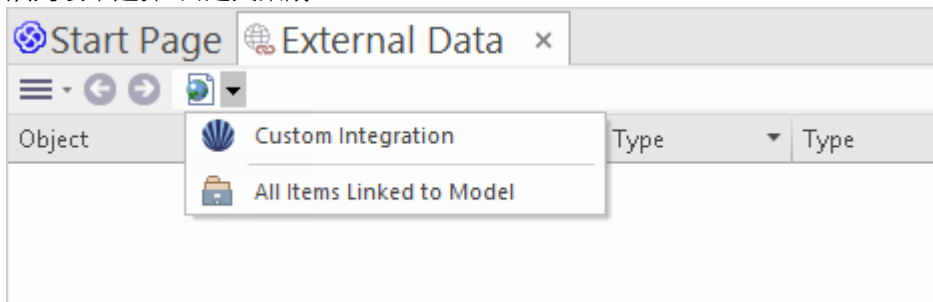 Start Page External Data ×
Custom Integration
Object Type Type
All Items Linked to Model